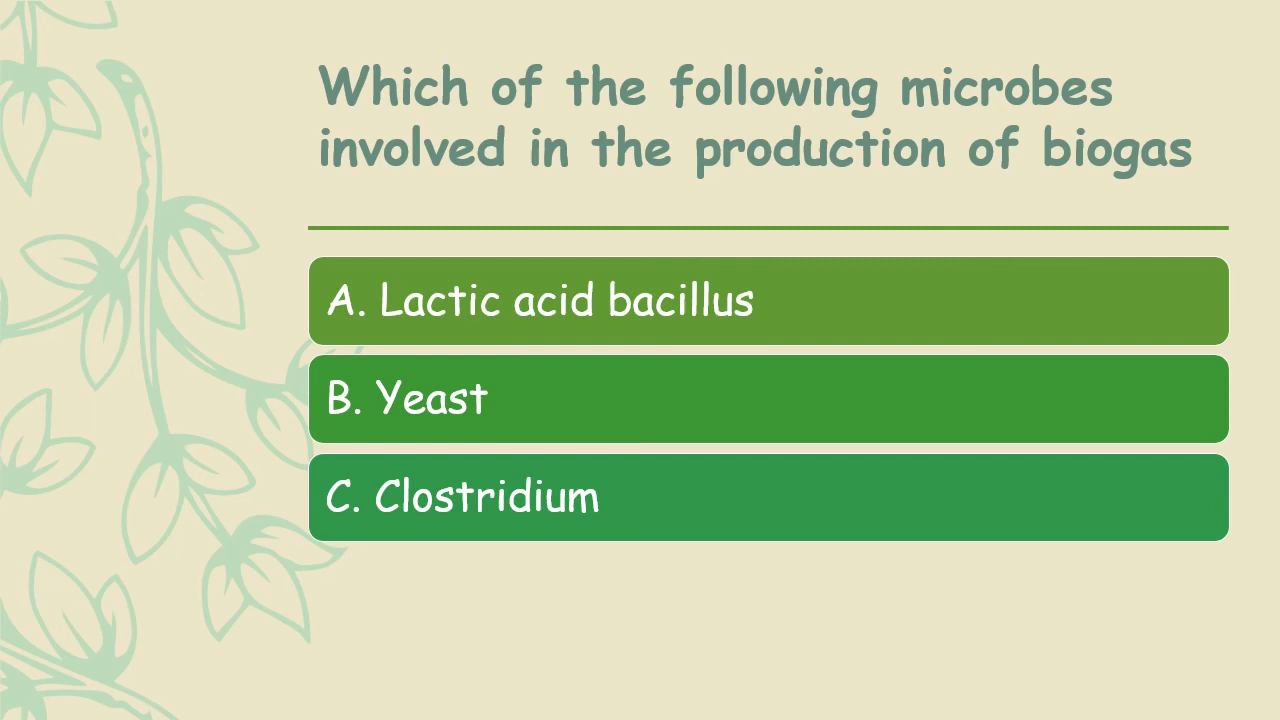 Which of the following microbes
involved in the production of biogas
A. Lactic acid bacillus
B. Yeast
C. Clostridium